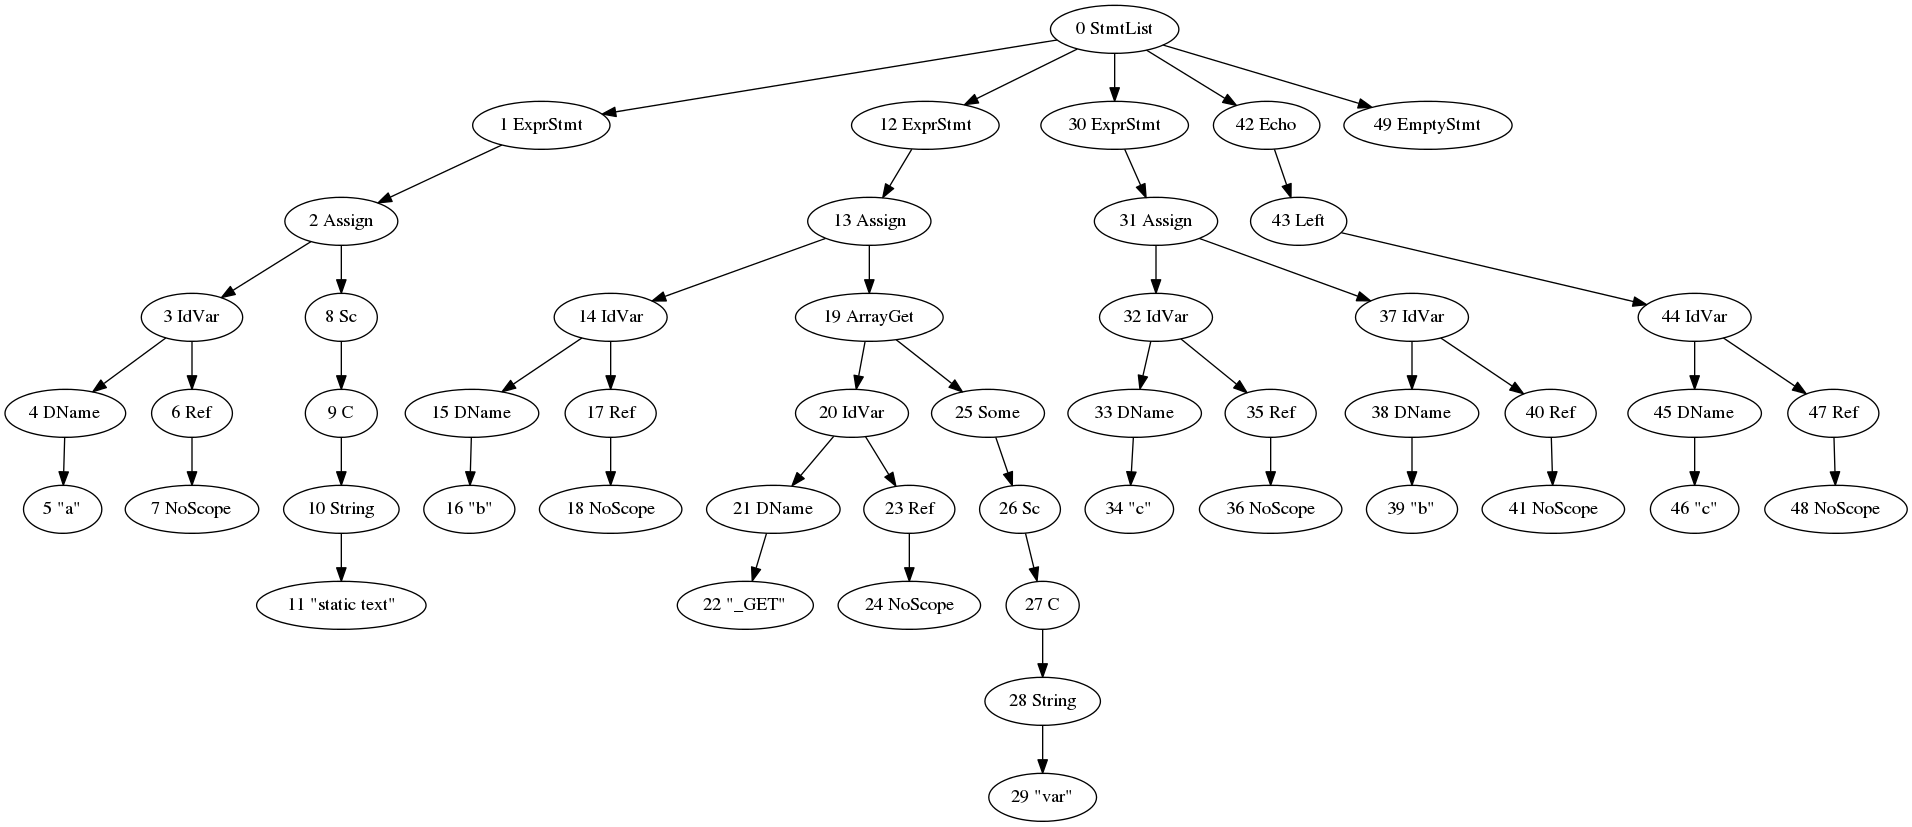 0 StmtList
1 ExprStmt
12 ExprStmt
30 ExprStmt
42 Echo
49 EmptyStmt
2 Assign
13 Assign
31 Assign
43 Left
3 IdVar
8 Sc
14 IdVar
19 ArrayGet
32 IdVar
37 IdVar
44 IdVar
4 DName
6 Ref
9 C
15 DName
17 Ref
20 IdVar
25 Some
33 DName
35 Ref
38 DName
40 Ref
45 DName
47 Ref
5 "a"
7 NoScope
10 String
16 "b"
18 NoScope
21 DName
23 Ref
26 Sc
34 "c"
36 NoScope
39 "b"
41 NoScope
46 "c"
48 NoScope
11 "static text"
22 "_GET"
24 NoScope
27 C
28 String
29 "var"